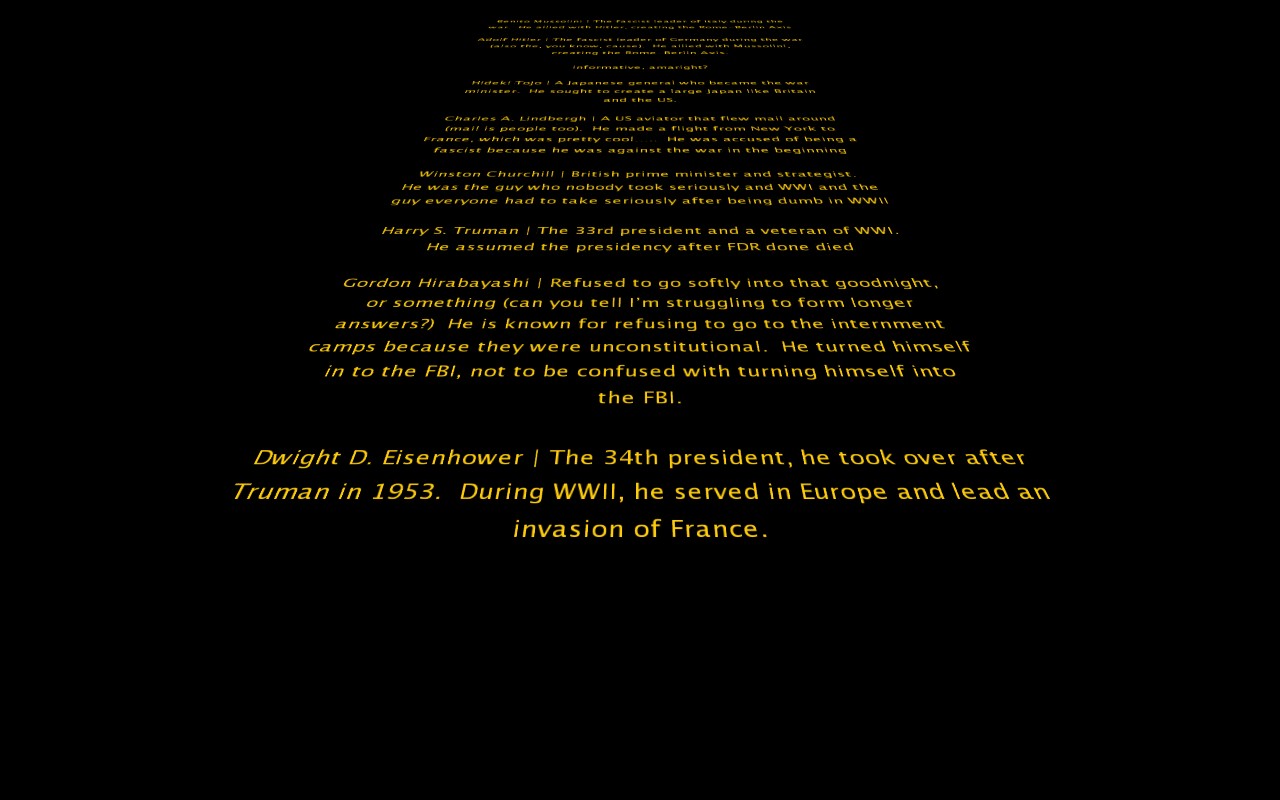 Benito Mussolini | The fascist leader of Italy during the
war. He allied with Hitler, creating the Rome Berlin Axis
Adolf Hitler | The fascist leader of Germany during the war
(also the, you know, cause). He allied with Mussolini,
creating the Rome Berlin Axis.
informative, amaright?
Hideki Tojo | A Japanese general who became the war
minister. He sought to create a large Japan like Britain
and the US.
Charles A. Lindbergh | A US aviator that flew mail around
(mail is people too). He made a flight from New York to
France, which was pretty cool ... He was accused of being a
fascist because he was against the war in the beginning
Winston Churchill | British prime minister and strategist.
He was the guy who nobody took seriously and WWI and the
guy everyone had to take seriously after being dumb in WWII
Harry S. Truman | The 33rd president and a veteran of WWI.
He assumed the presidency after FDR done died
Gordon Hirabayashi | Refused to go softly into that goodnight,
or something (can you tell I'm struggling to form longer
answers?) He is known for refusing to go to the internment
camps because they were unconstitutional. He turned himself
in to the FBI, not to be confused with turning himself into
the FBI.
Dwight D. Eisenhower | The 34th president, he took over after
Truman in 1953. During WWII, he served in Europe and lead an
invasion of France.